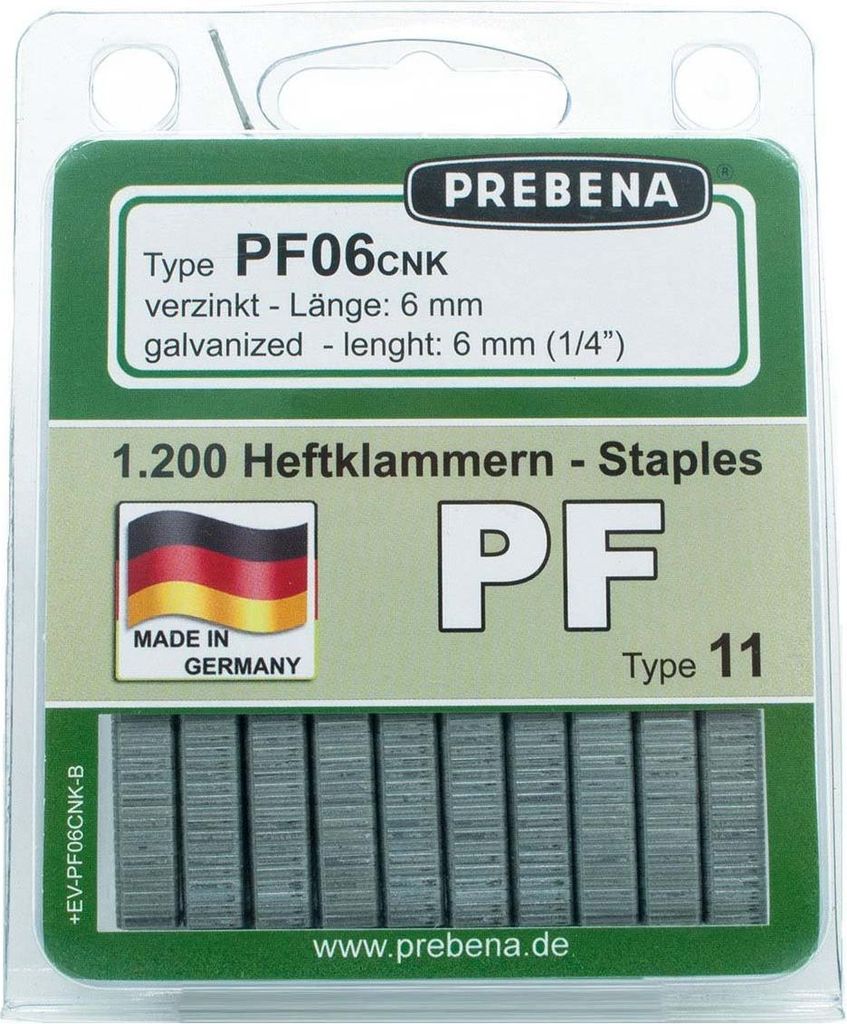 PREBENA ®
Type PF06CNK
verzinkt - Länge: 6 mm
galvanized - lenght: 6 mm (1/4”)
1.200 Heftklammern - Staples
PF
MADE IN
GERMANY
Type 11
+EV-PF06CNK-B
www.prebena.de